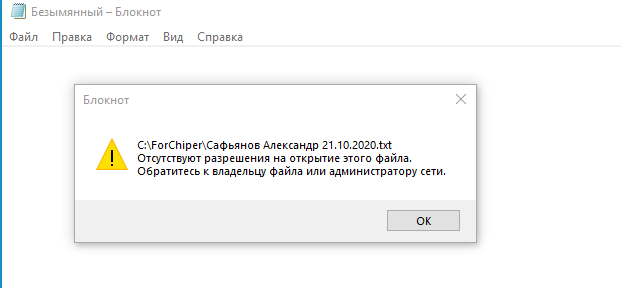 Безымянный – Блокнот
Файл Правка Формат Вид Справка
Блокнот
C:\ForChiper\Сафьянов Александр 21.10.2020.txt
Отсутствуют разрешения на открытие этого файла.
Обратитесь к владельцу файла или администратору сети.
ОК